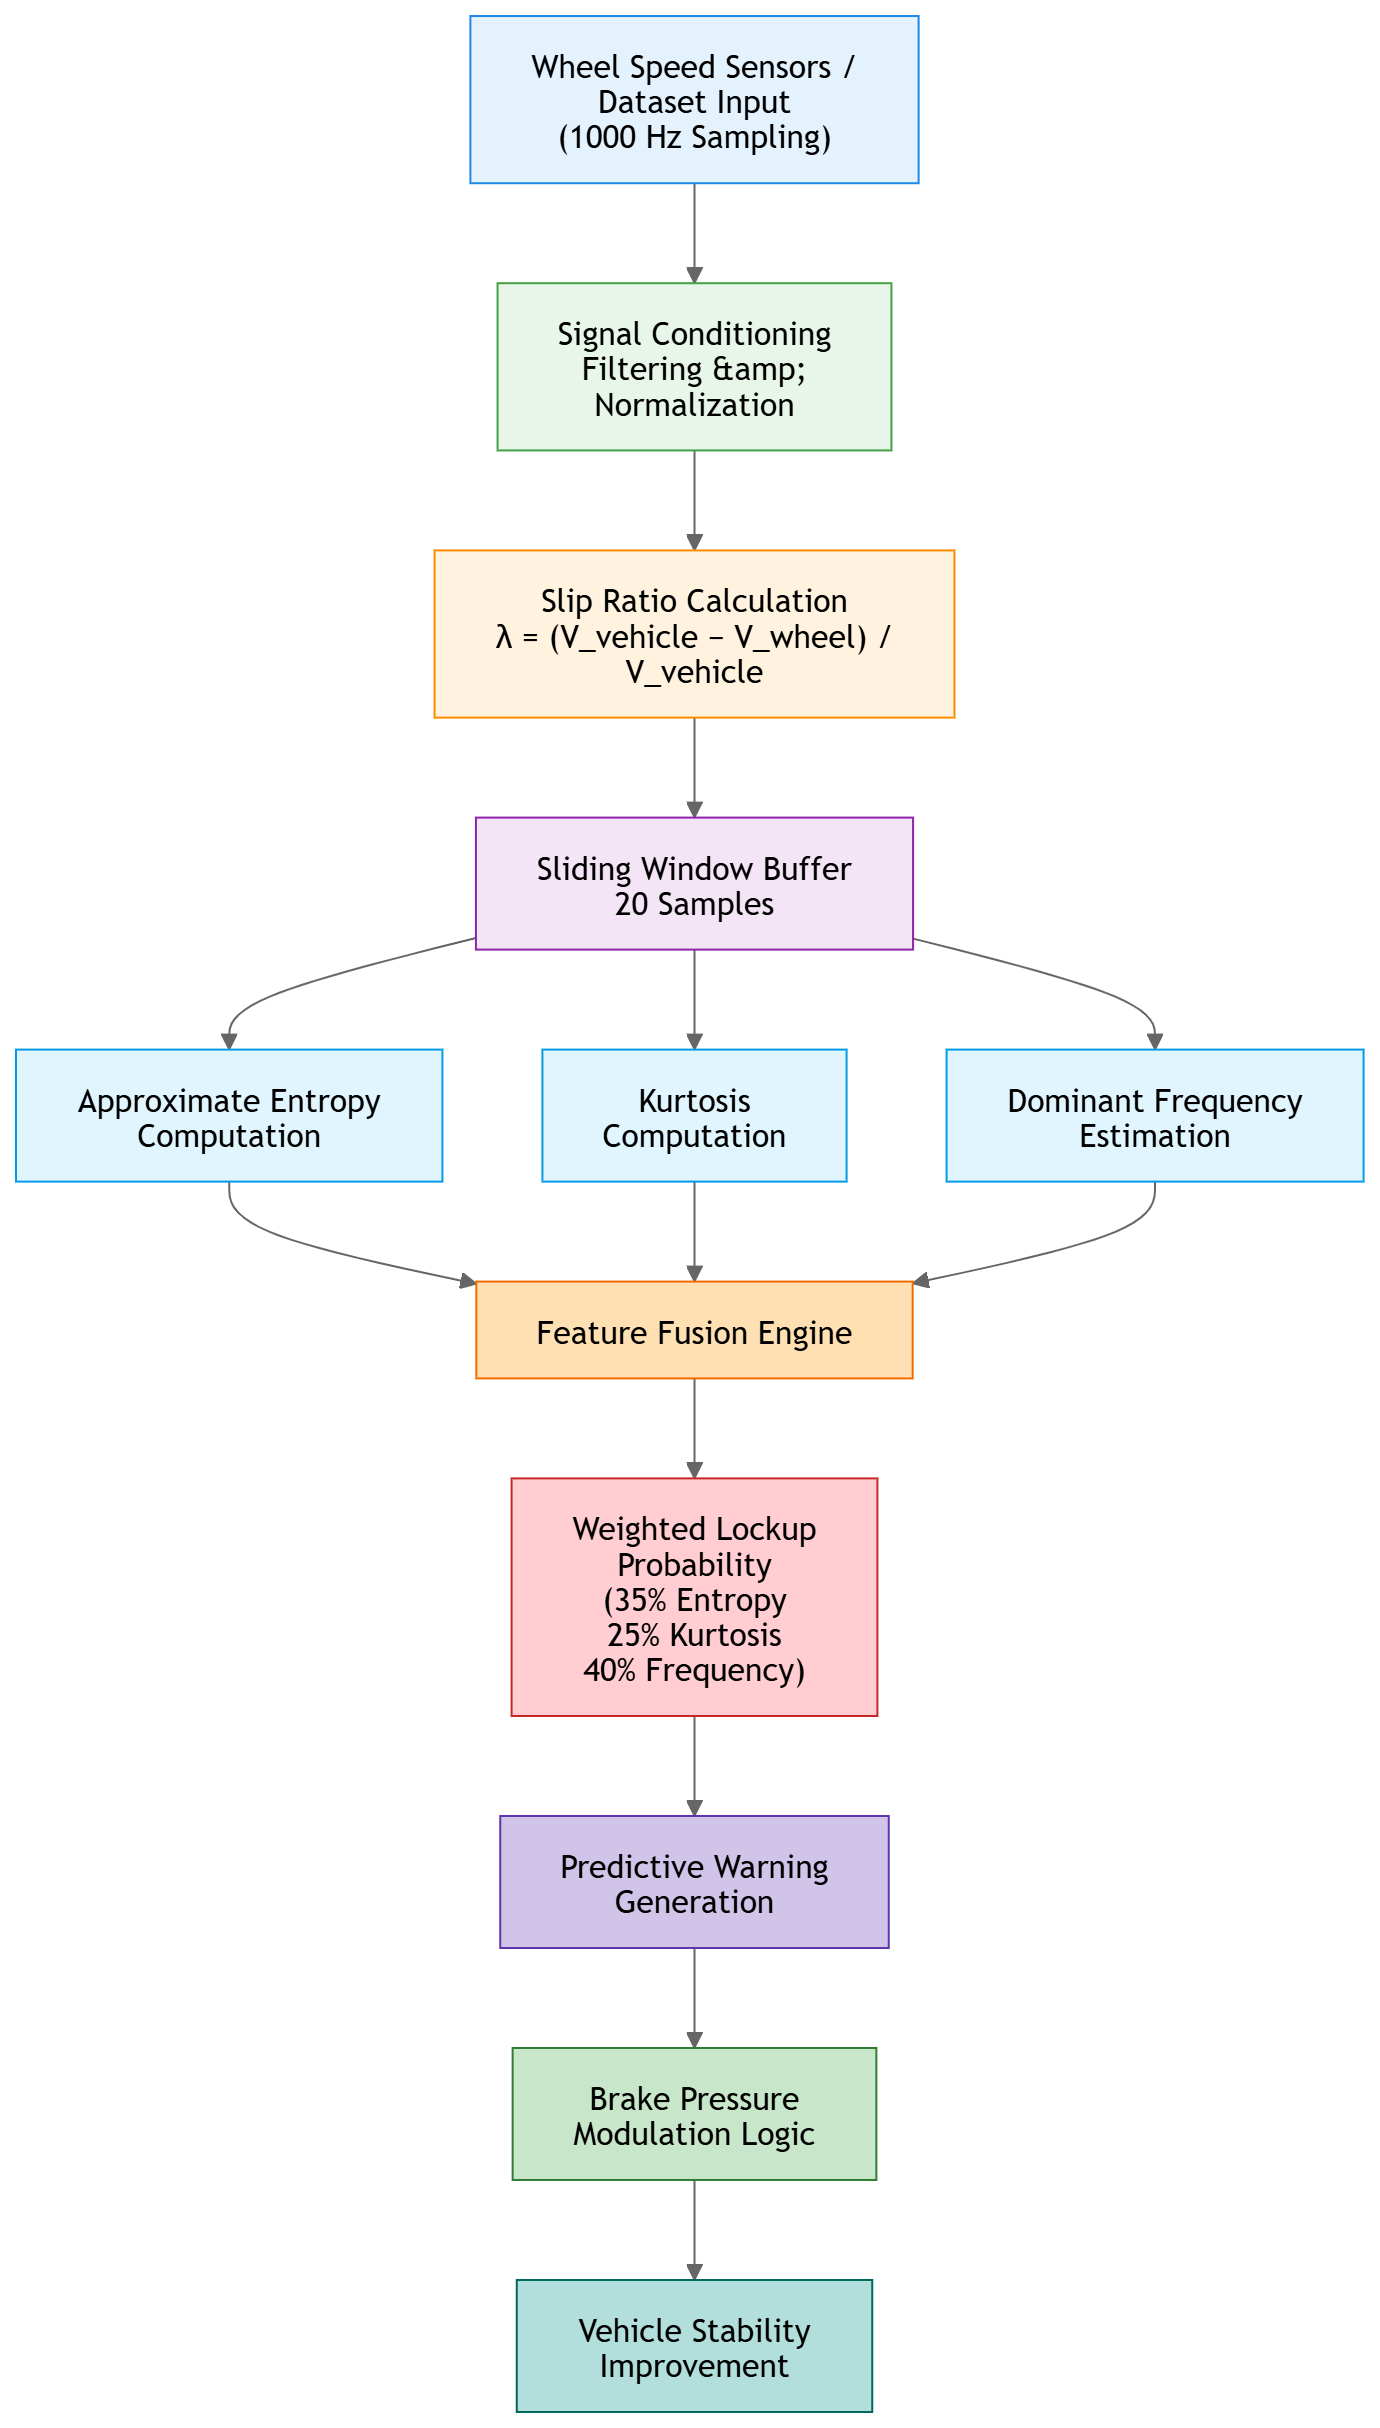 Wheel Speed Sensors /
Dataset Input
(1000 Hz Sampling)
Signal Conditioning
Filtering &amp;
Normalization
Slip Ratio Calculation
λ = (V_vehicle − V_wheel) /
V_vehicle
Sliding Window Buffer
20 Samples
Approximate Entropy
Computation
Kurtosis
Computation
Dominant Frequency
Estimation
Feature Fusion Engine
Weighted Lockup
Probability
(35% Entropy
25% Kurtosis
40% Frequency)
Predictive Warning
Generation
Brake Pressure
Modulation Logic
Vehicle Stability
Improvement